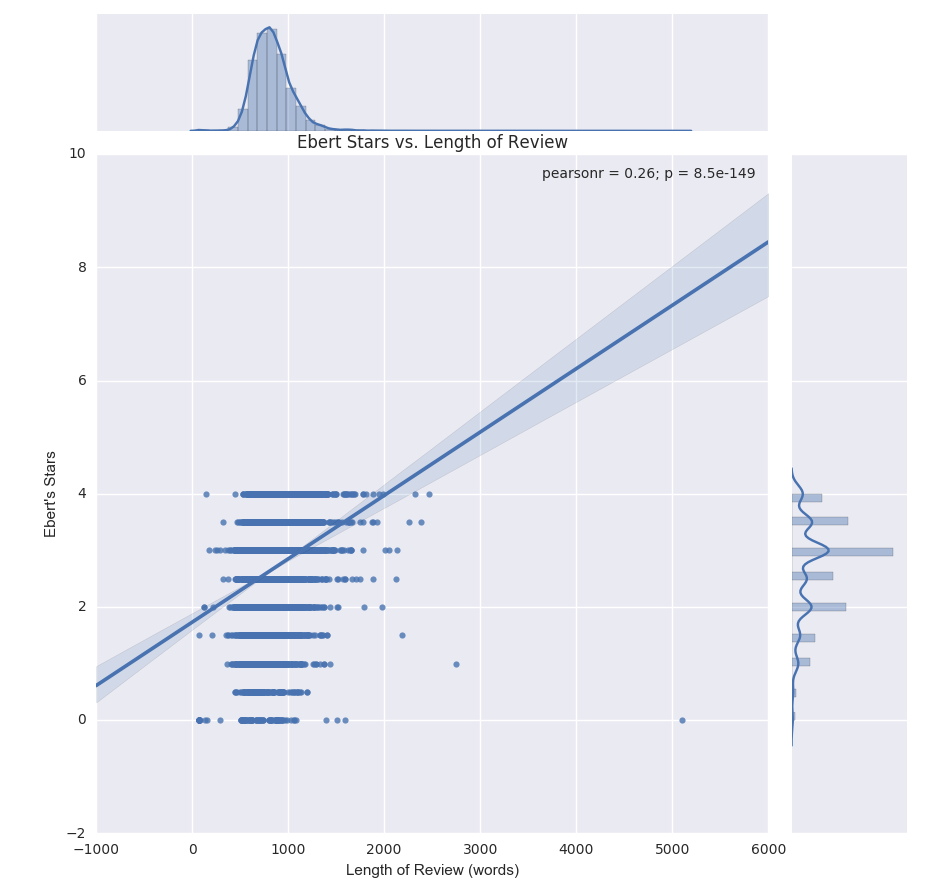 Ebert Stars vs. Length of Review
pearsonr = 0.26; p = 8.5e-149
10
8
6
4
2
0
−2
Ebert's Stars
−1000 0 1000 2000 3000 4000 5000 6000
Length of Review (words)